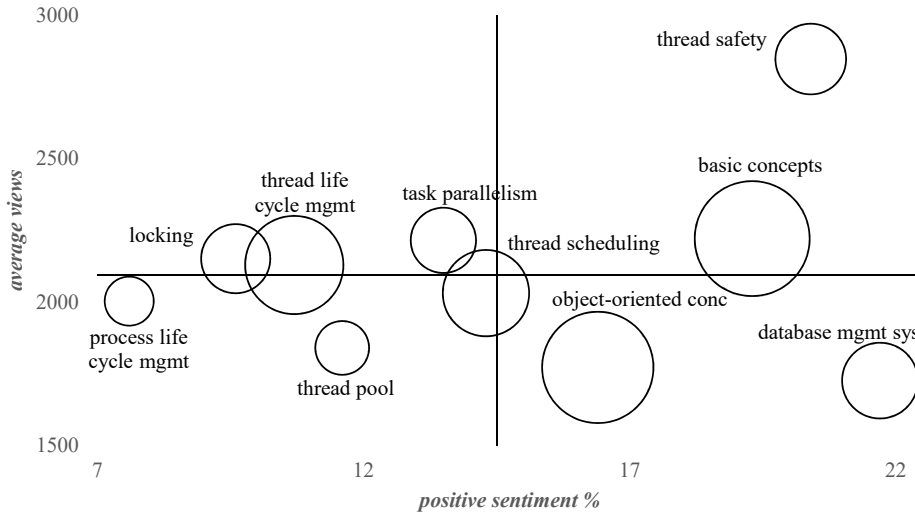 3000
thread safety
2500
basic concepts
thread life
cycle mgmt
task parallelism
locking
thread scheduling
average views
2000
object-oriented conc
process life
cycle mgmt
thread pool
database mgmt sys
1500
7
12
17
22
positive sentiment %